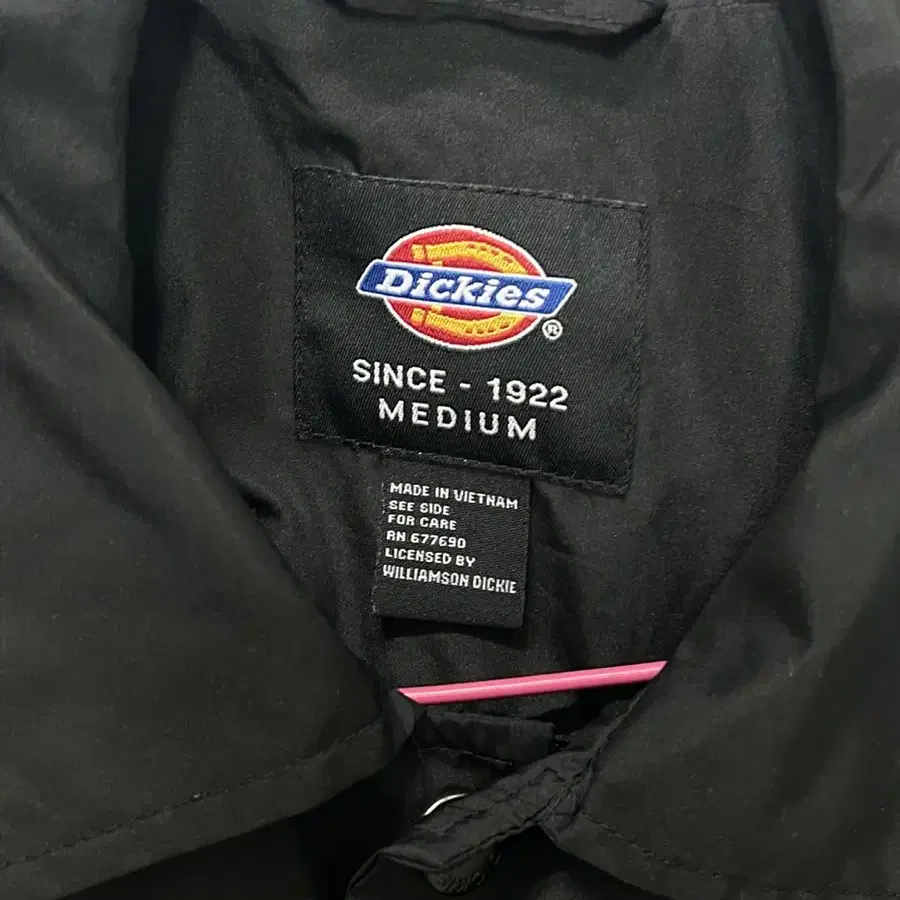 Dickies®
SINCE - 1922
MEDIUM
MADE IN VIETNAM
SEE SIDE
FOR CARE
RN 677690
LICENSED BY
WILLIAMSON DICKIE